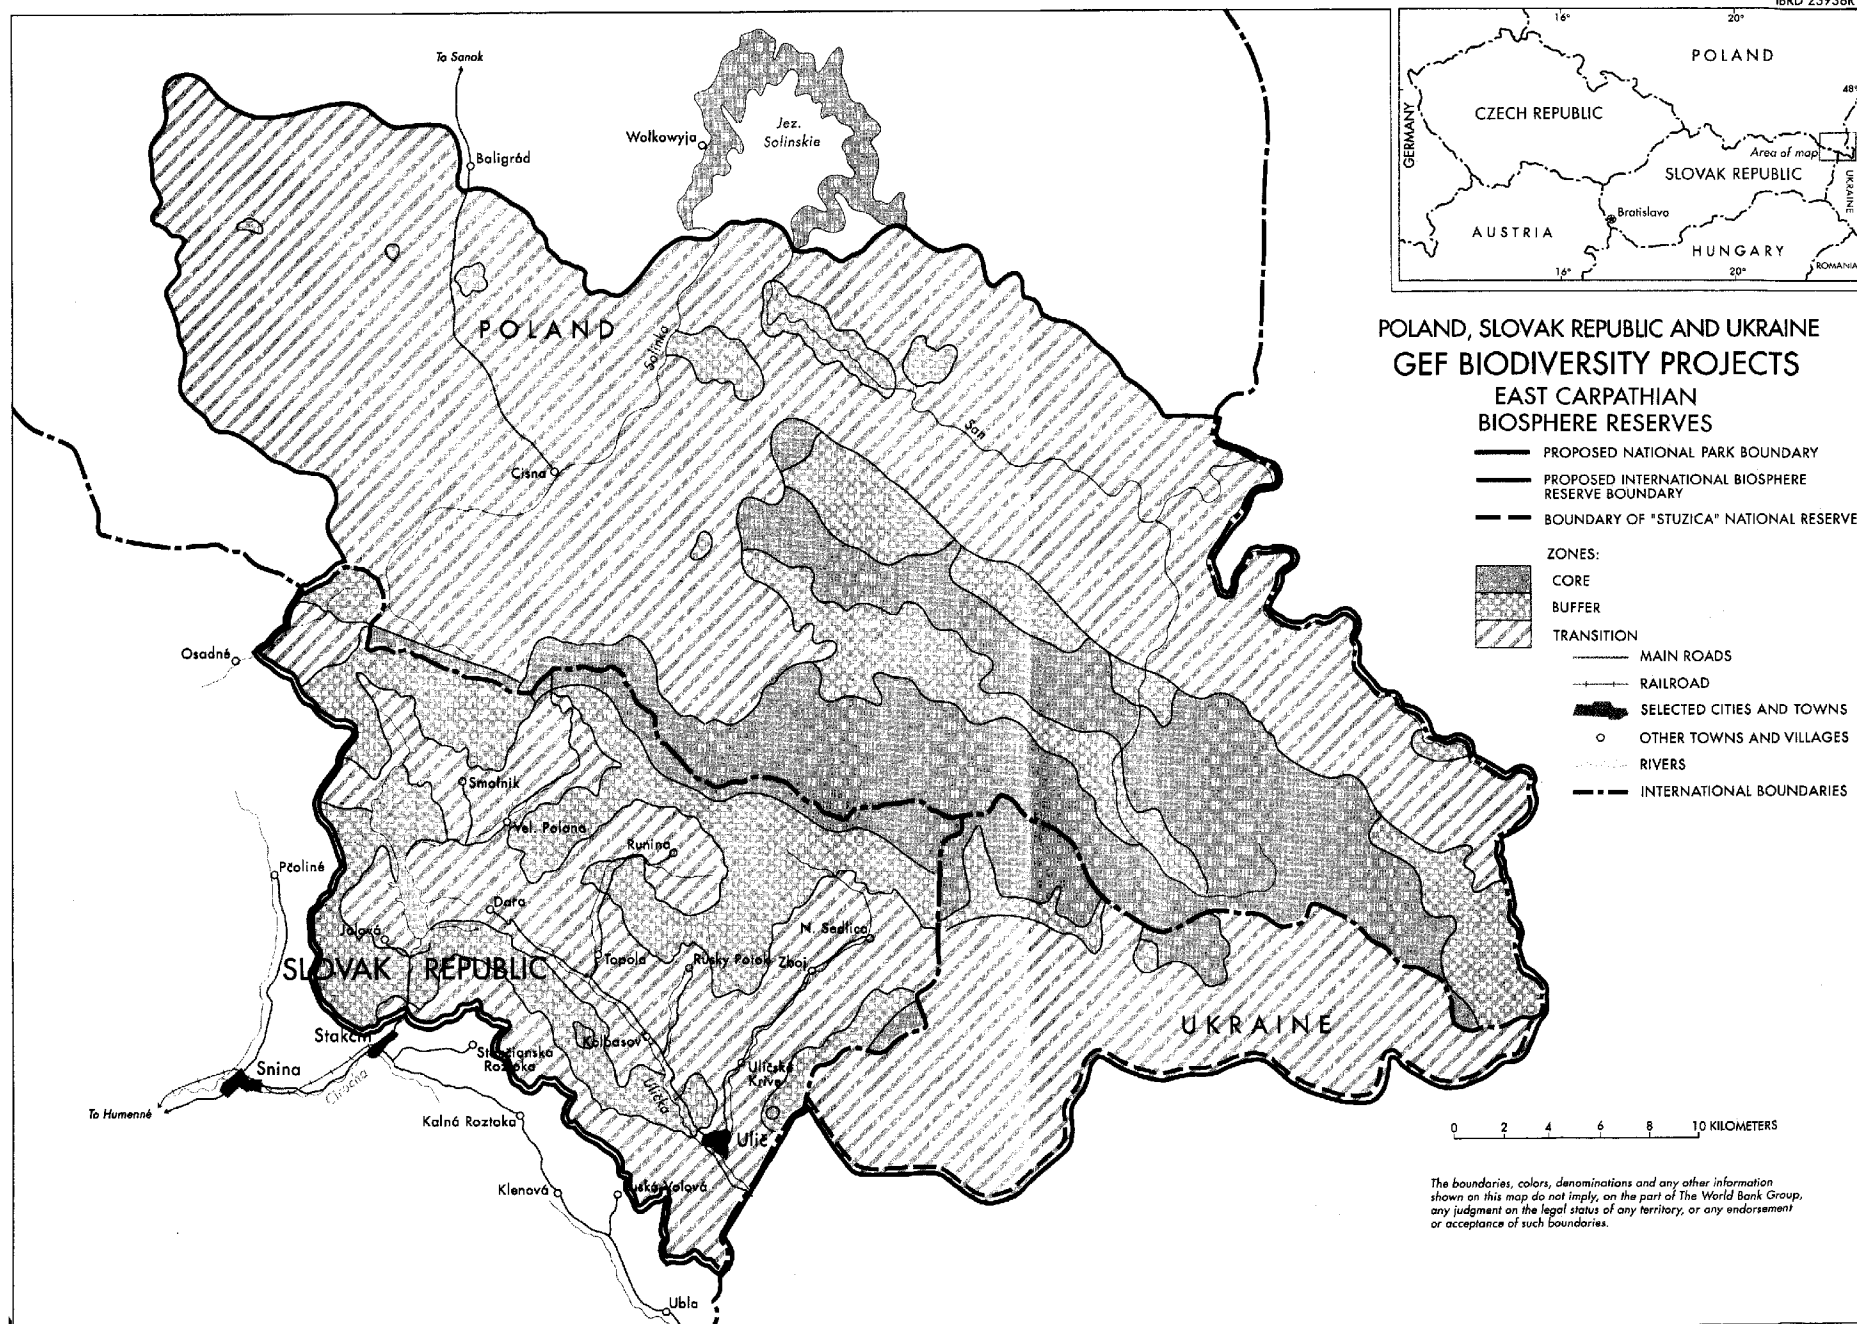 To Sanok
Baligród
Wołkowyja
Jez.
Solinskie
POLAND
Solinka
San
Cisna
Osadné
Smolnik
Vel. Polana
Runina
Pčoliné
Dara
Jalová
N. Sedlica
SLOVAK REPUBLIC
Topola
Rusky Potok
Zboj
UKRAINE
Stakčín
Kolbasov
Snina
Ulička
Cirocha
To Humenné
Kalná Roztoka
Ulič
Klenová
Ubla
16°
20°
POLAND
48°
CZECH REPUBLIC
GERMANY
Area of map
SLOVAK REPUBLIC
UKRAINE
Bratislava
AUSTRIA
HUNGARY
16°
20°
ROMANIA
POLAND, SLOVAK REPUBLIC AND UKRAINE
GEF BIODIVERSITY PROJECTS
EAST CARPATHIAN
BIOSPHERE RESERVES
PROPOSED NATIONAL PARK BOUNDARY
PROPOSED INTERNATIONAL BIOSPHERE
RESERVE BOUNDARY
BOUNDARY OF "STUZICA" NATIONAL RESERVE
ZONES:
CORE
BUFFER
TRANSITION
MAIN ROADS
RAILROAD
SELECTED CITIES AND TOWNS
OTHER TOWNS AND VILLAGES
RIVERS
INTERNATIONAL BOUNDARIES
0 2 4 6 8 10 KILOMETERS
The boundaries, colors, denominations and any other information
shown on this map do not imply, on the part of The World Bank Group,
any judgment on the legal status of any territory, or any endorsement
or acceptance of such boundaries.